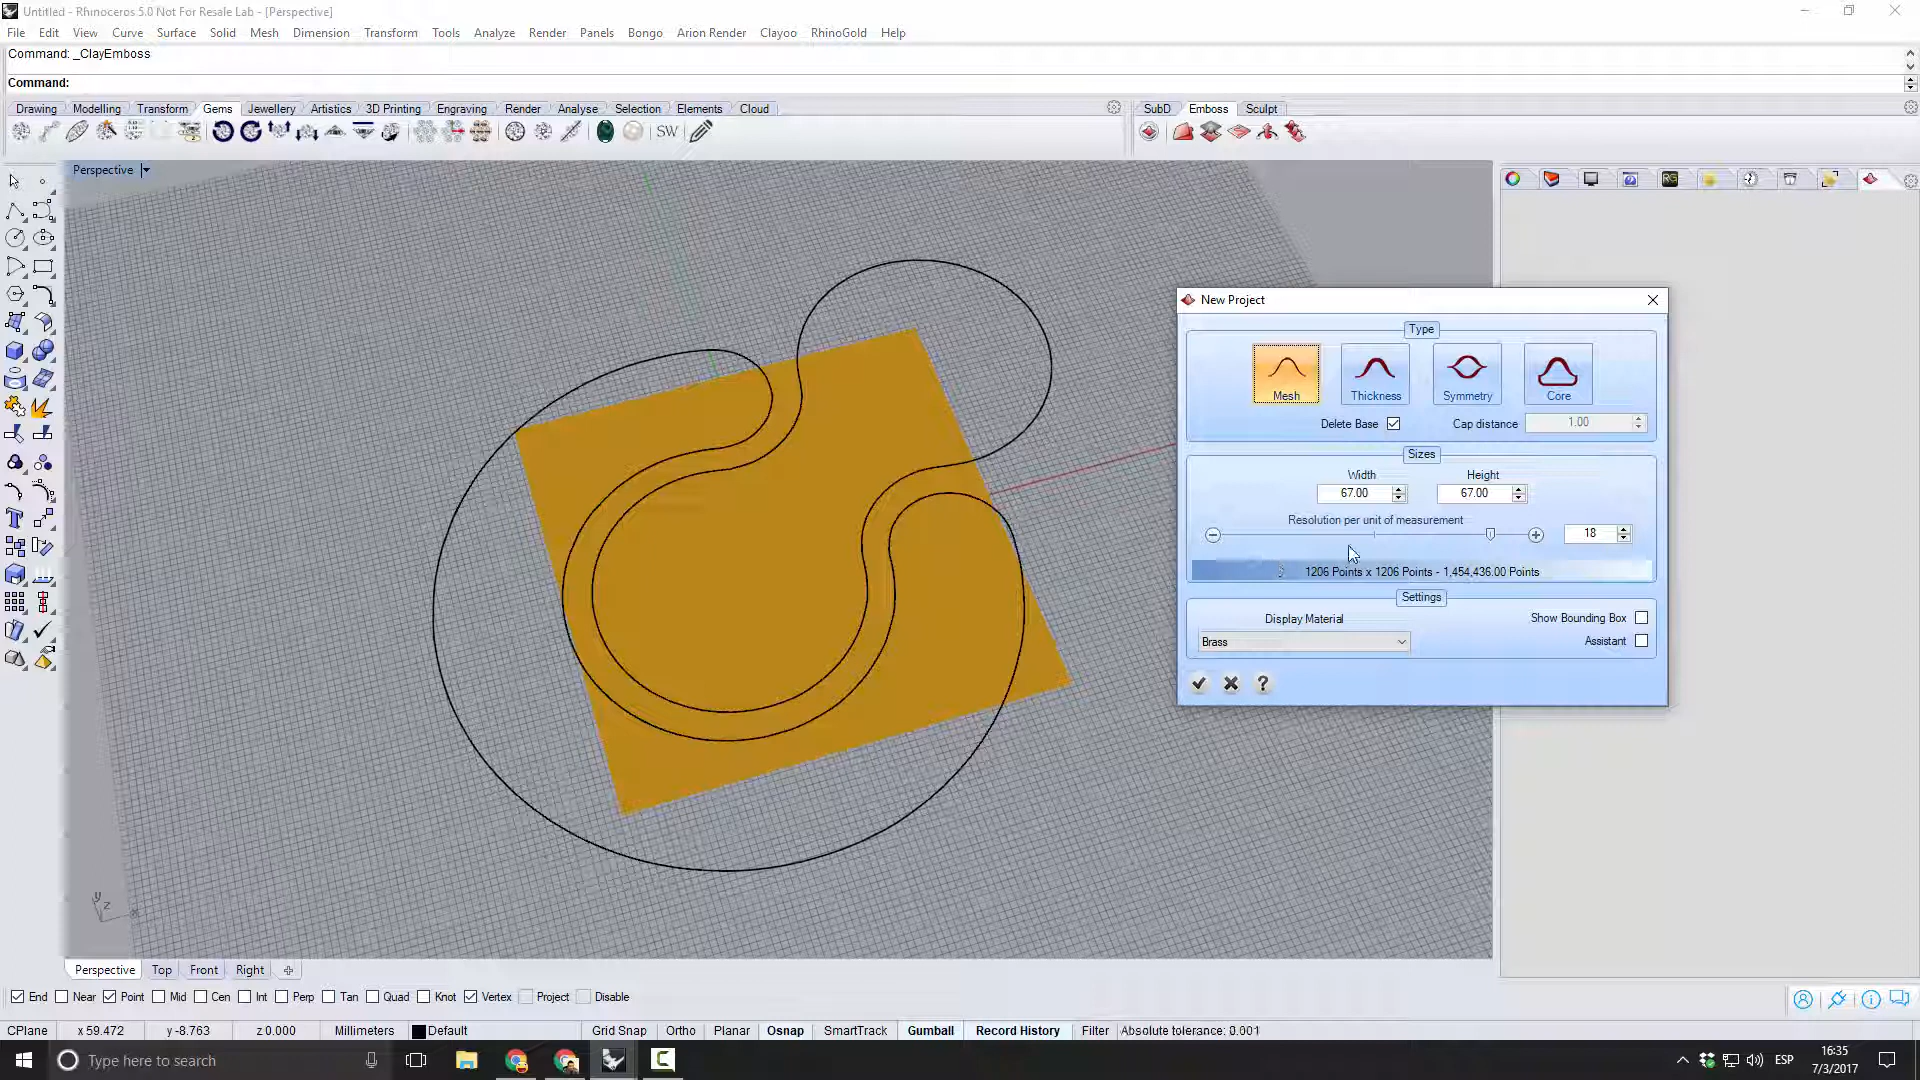 Untitled - Rhinoceros 5.0 Not For Resale Lab - [Perspective]
File Edit View Curve Surface Solid Mesh Dimension Transform Tools Analyze Render Panels Bongo Arion Render Clayoo RhinoGold Help
Command: _ClayEmboss
Command:
Drawing Modelling Transform Gems Jewellery Artistics 3D Printing Engraving Render Analyse Selection Elements Cloud SubD Emboss Sculpt
SW
Perspective
RG
New Project
Type
Mesh Thickness Symmetry Core
Delete Base Cap distance 1.00
Sizes
Width Height
67.00 67.00
Resolution per unit of measurement
18
1206 Points x 1206 Points - 1,454,436.00 Points
Settings
Display Material Show Bounding Box
Brass Assistant
y
z
x
Perspective Top Front Right
End Near Point Mid Cen Int Perp Tan Quad Knot Vertex Project Disable
CPlane x 59.472 y -8.763 z 0.000 Millimeters Default Grid Snap Ortho Planar Osnap SmartTrack Gumball Record History Filter Absolute tolerance: 0.001
Type here to search ESP 16:35
7/3/2017